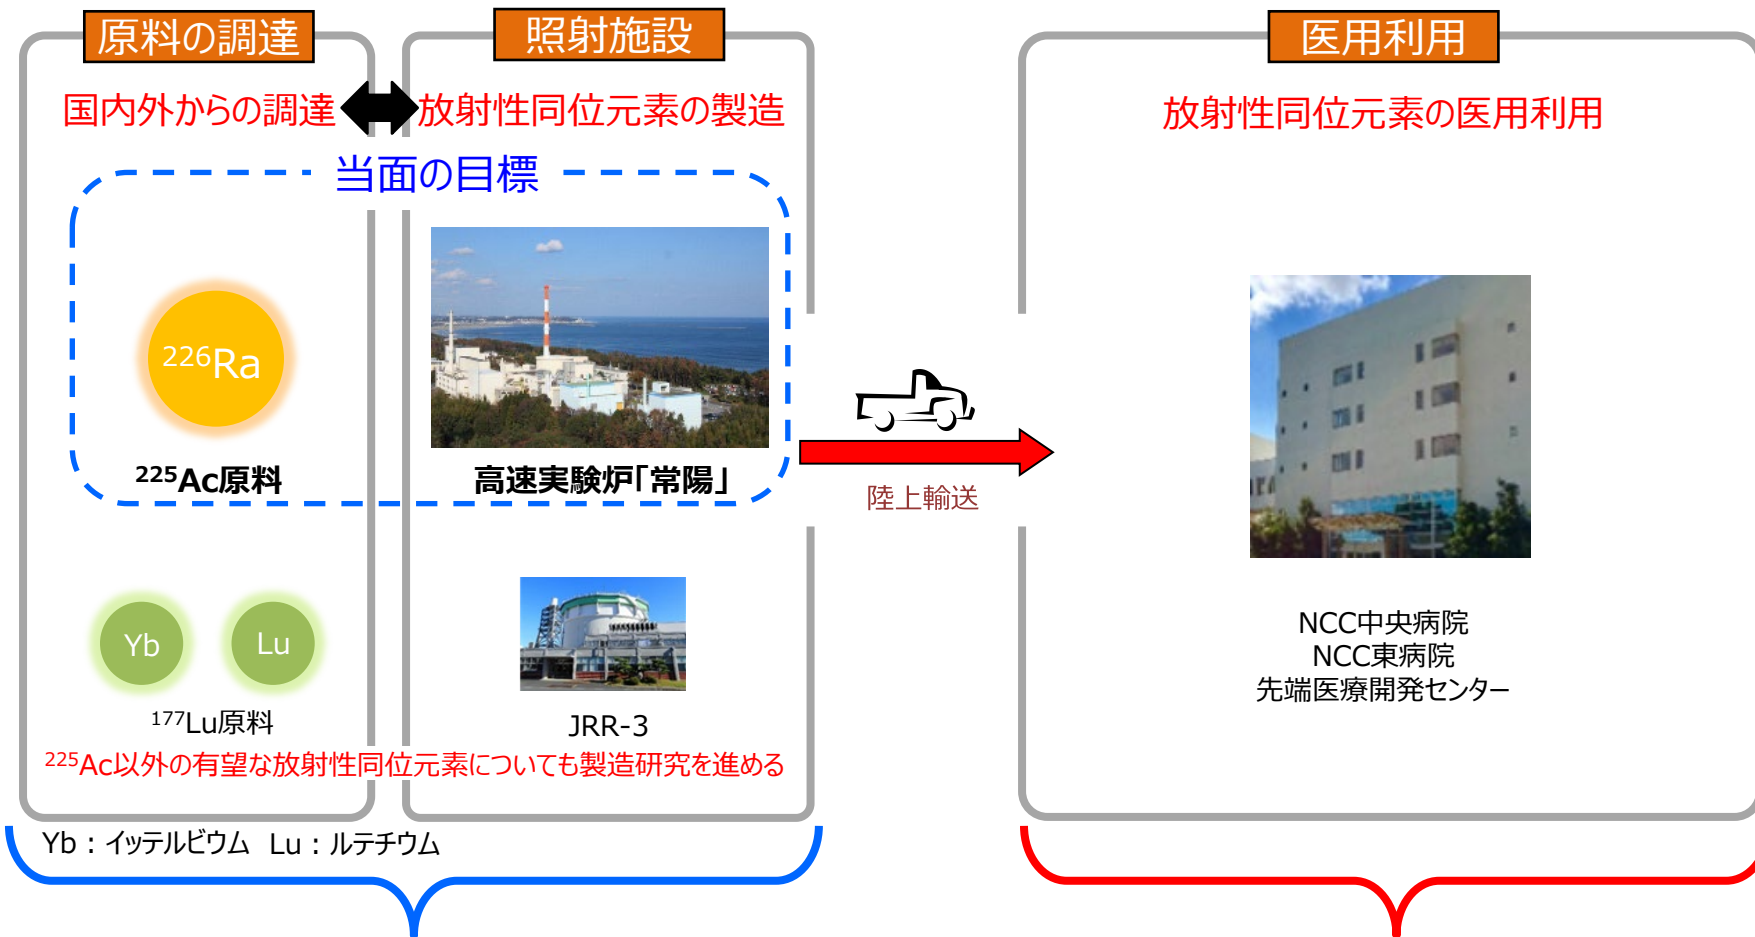 原料の調達
照射施設
医用利用
国内外からの調達
放射性同位元素の製造
放射性同位元素の医用利用
当面の目標
226Ra
225Ac原料
高速実験炉「常陽」
陸上輸送
Yb
Lu
177Lu原料
JRR-3
NCC中央病院
NCC東病院
先端医療開発センター
225Ac以外の有望な放射性同位元素についても製造研究を進める
Yb：イッテルビウム Lu：ルテチウム